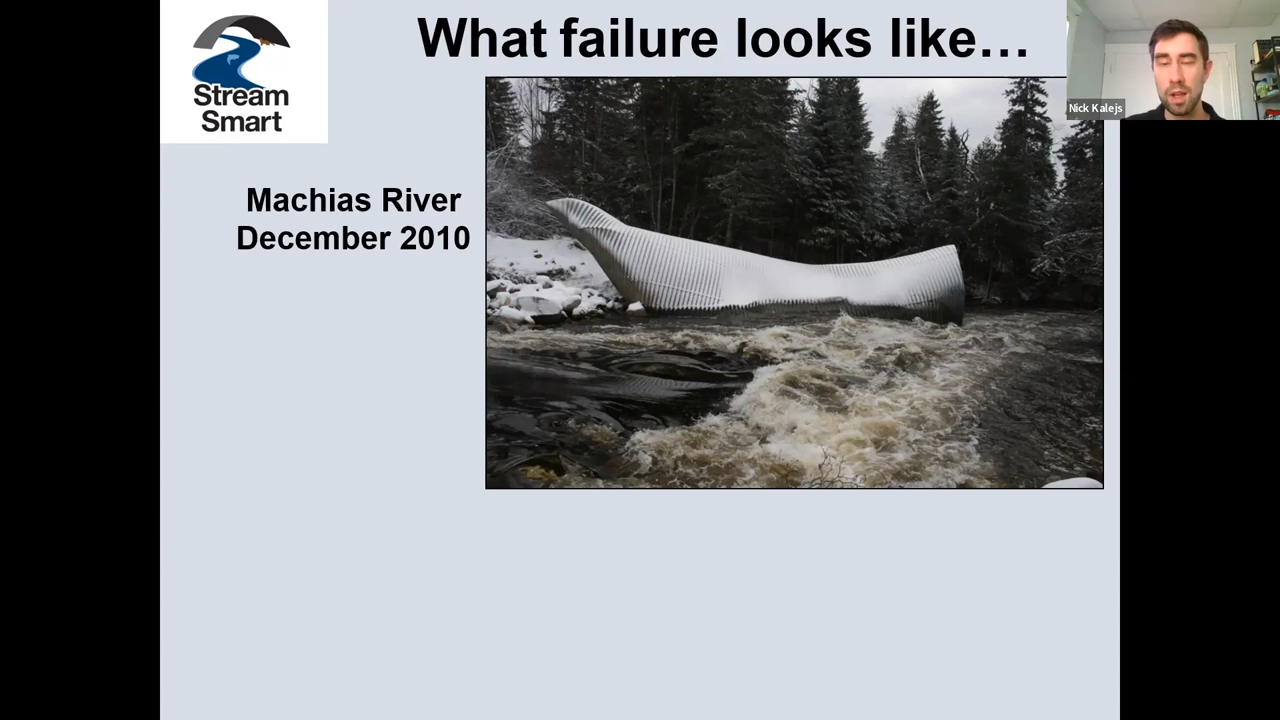 What failure looks like…
Stream
Smart
Nick Kalejs
Machias River
December 2010